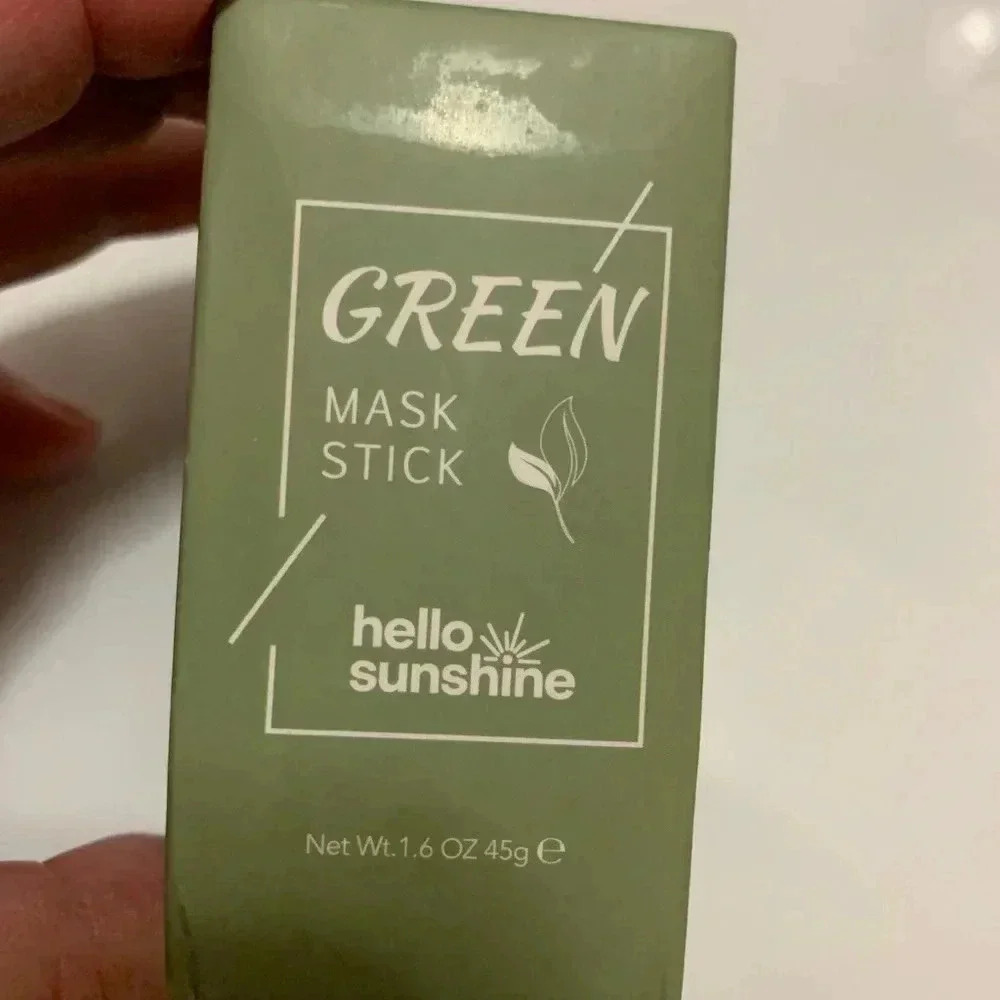 GREEN
MASK
STICK
hello
sunshine
Net Wt.1.6 OZ 45g ℮